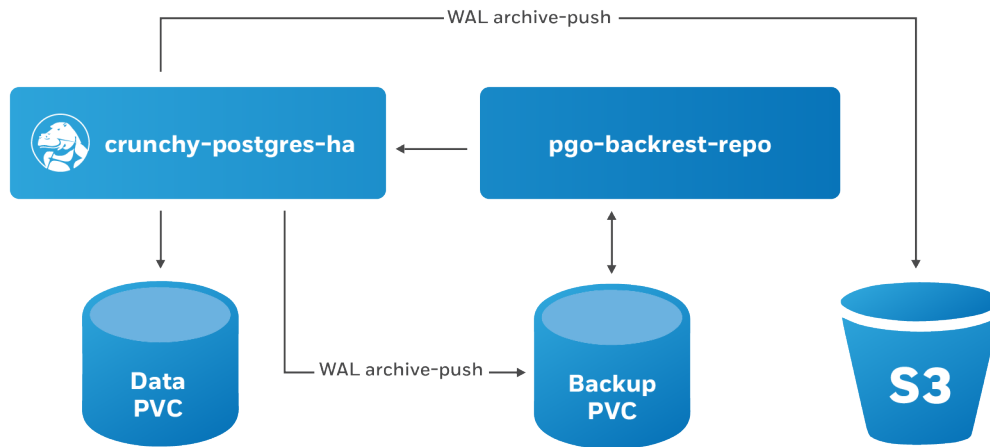 WAL archive-push
crunchy-postgres-ha
pgo-backrest-repo
WAL archive-push
Data
PVC
Backup
PVC
S3